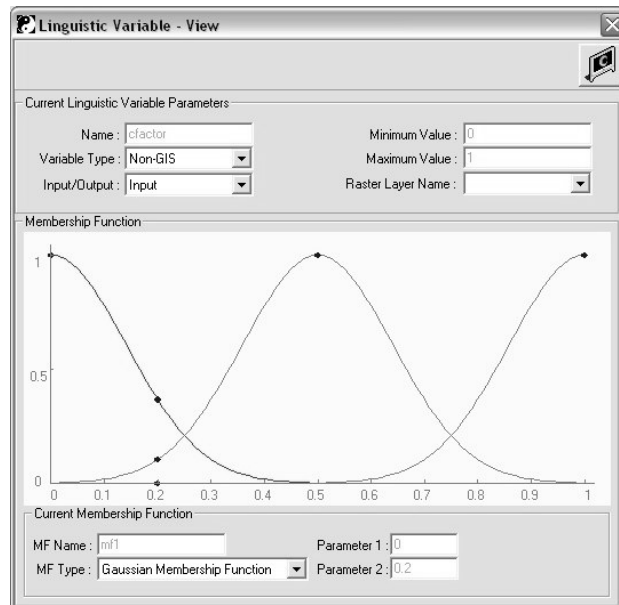 Linguistic Variable - View
C
Current Linguistic Variable Parameters
Name : cfactor
Minimum Value : 0
Variable Type : Non-GIS
Maximum Value : 1
Input/Output : Input
Raster Layer Name :
Membership Function
1
0.5
0
0 0.1 0.2 0.3 0.4 0.5 0.6 0.7 0.8 0.9 1
Current Membership Function
MF Name : mf1
Parameter 1 : 0
MF Type : Gaussian Membership Function
Parameter 2 : 0.2